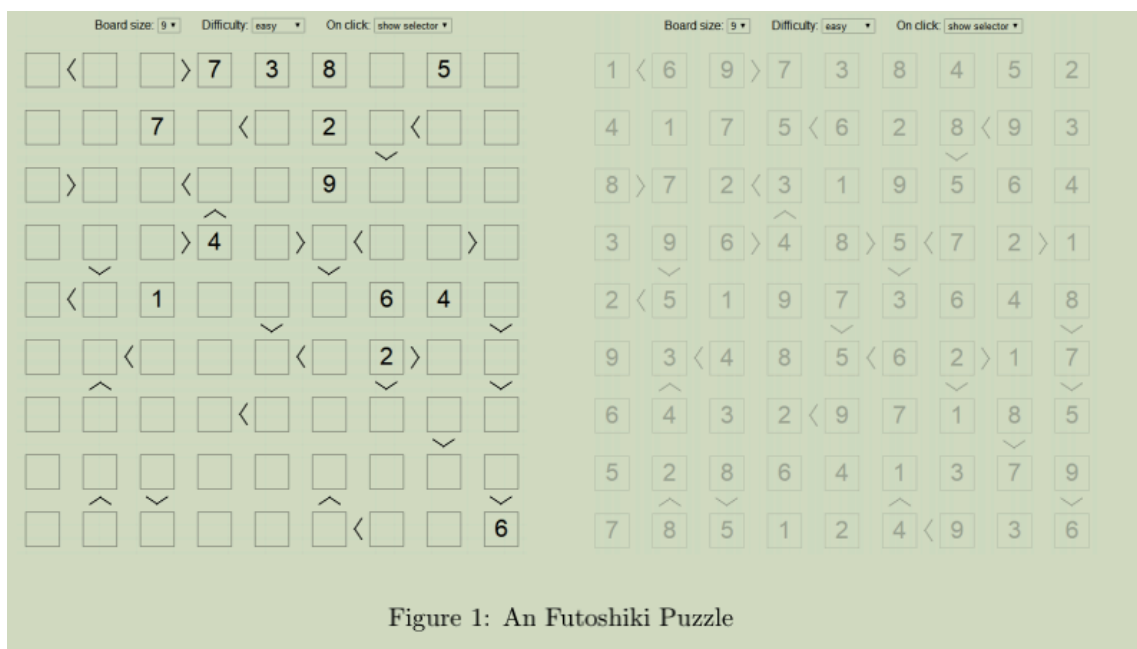 Board size: 9 ▾ Difficulty: easy ▾ On click: show selector ▾
< > 7 3 8 5
7 < 2 <
∨
> < 9
∧
> 4 > < >
∨ ∨
< 1 6 4
∨ ∨
< < 2 >
∧ ∨ ∨
<
∨
∧ ∨ ∧ ∨
< 6
Board size: 9 ▾ Difficulty: easy ▾ On click: show selector ▾
1 < 6 9 > 7 3 8 4 5 2
4 1 7 5 < 6 2 8 < 9 3
∨
8 > 7 2 < 3 1 9 5 6 4
∧
3 9 6 > 4 8 > 5 < 7 2 > 1
∨ ∨
2 < 5 1 9 7 3 6 4 8
∨ ∨
9 3 < 4 8 5 < 6 2 > 1 7
∧ ∨ ∨
6 4 3 2 < 9 7 1 8 5
∨
5 2 8 6 4 1 3 7 9
∧ ∨ ∧ ∨
7 8 5 1 2 4 < 9 3 6
Figure 1: An Futoshiki Puzzle